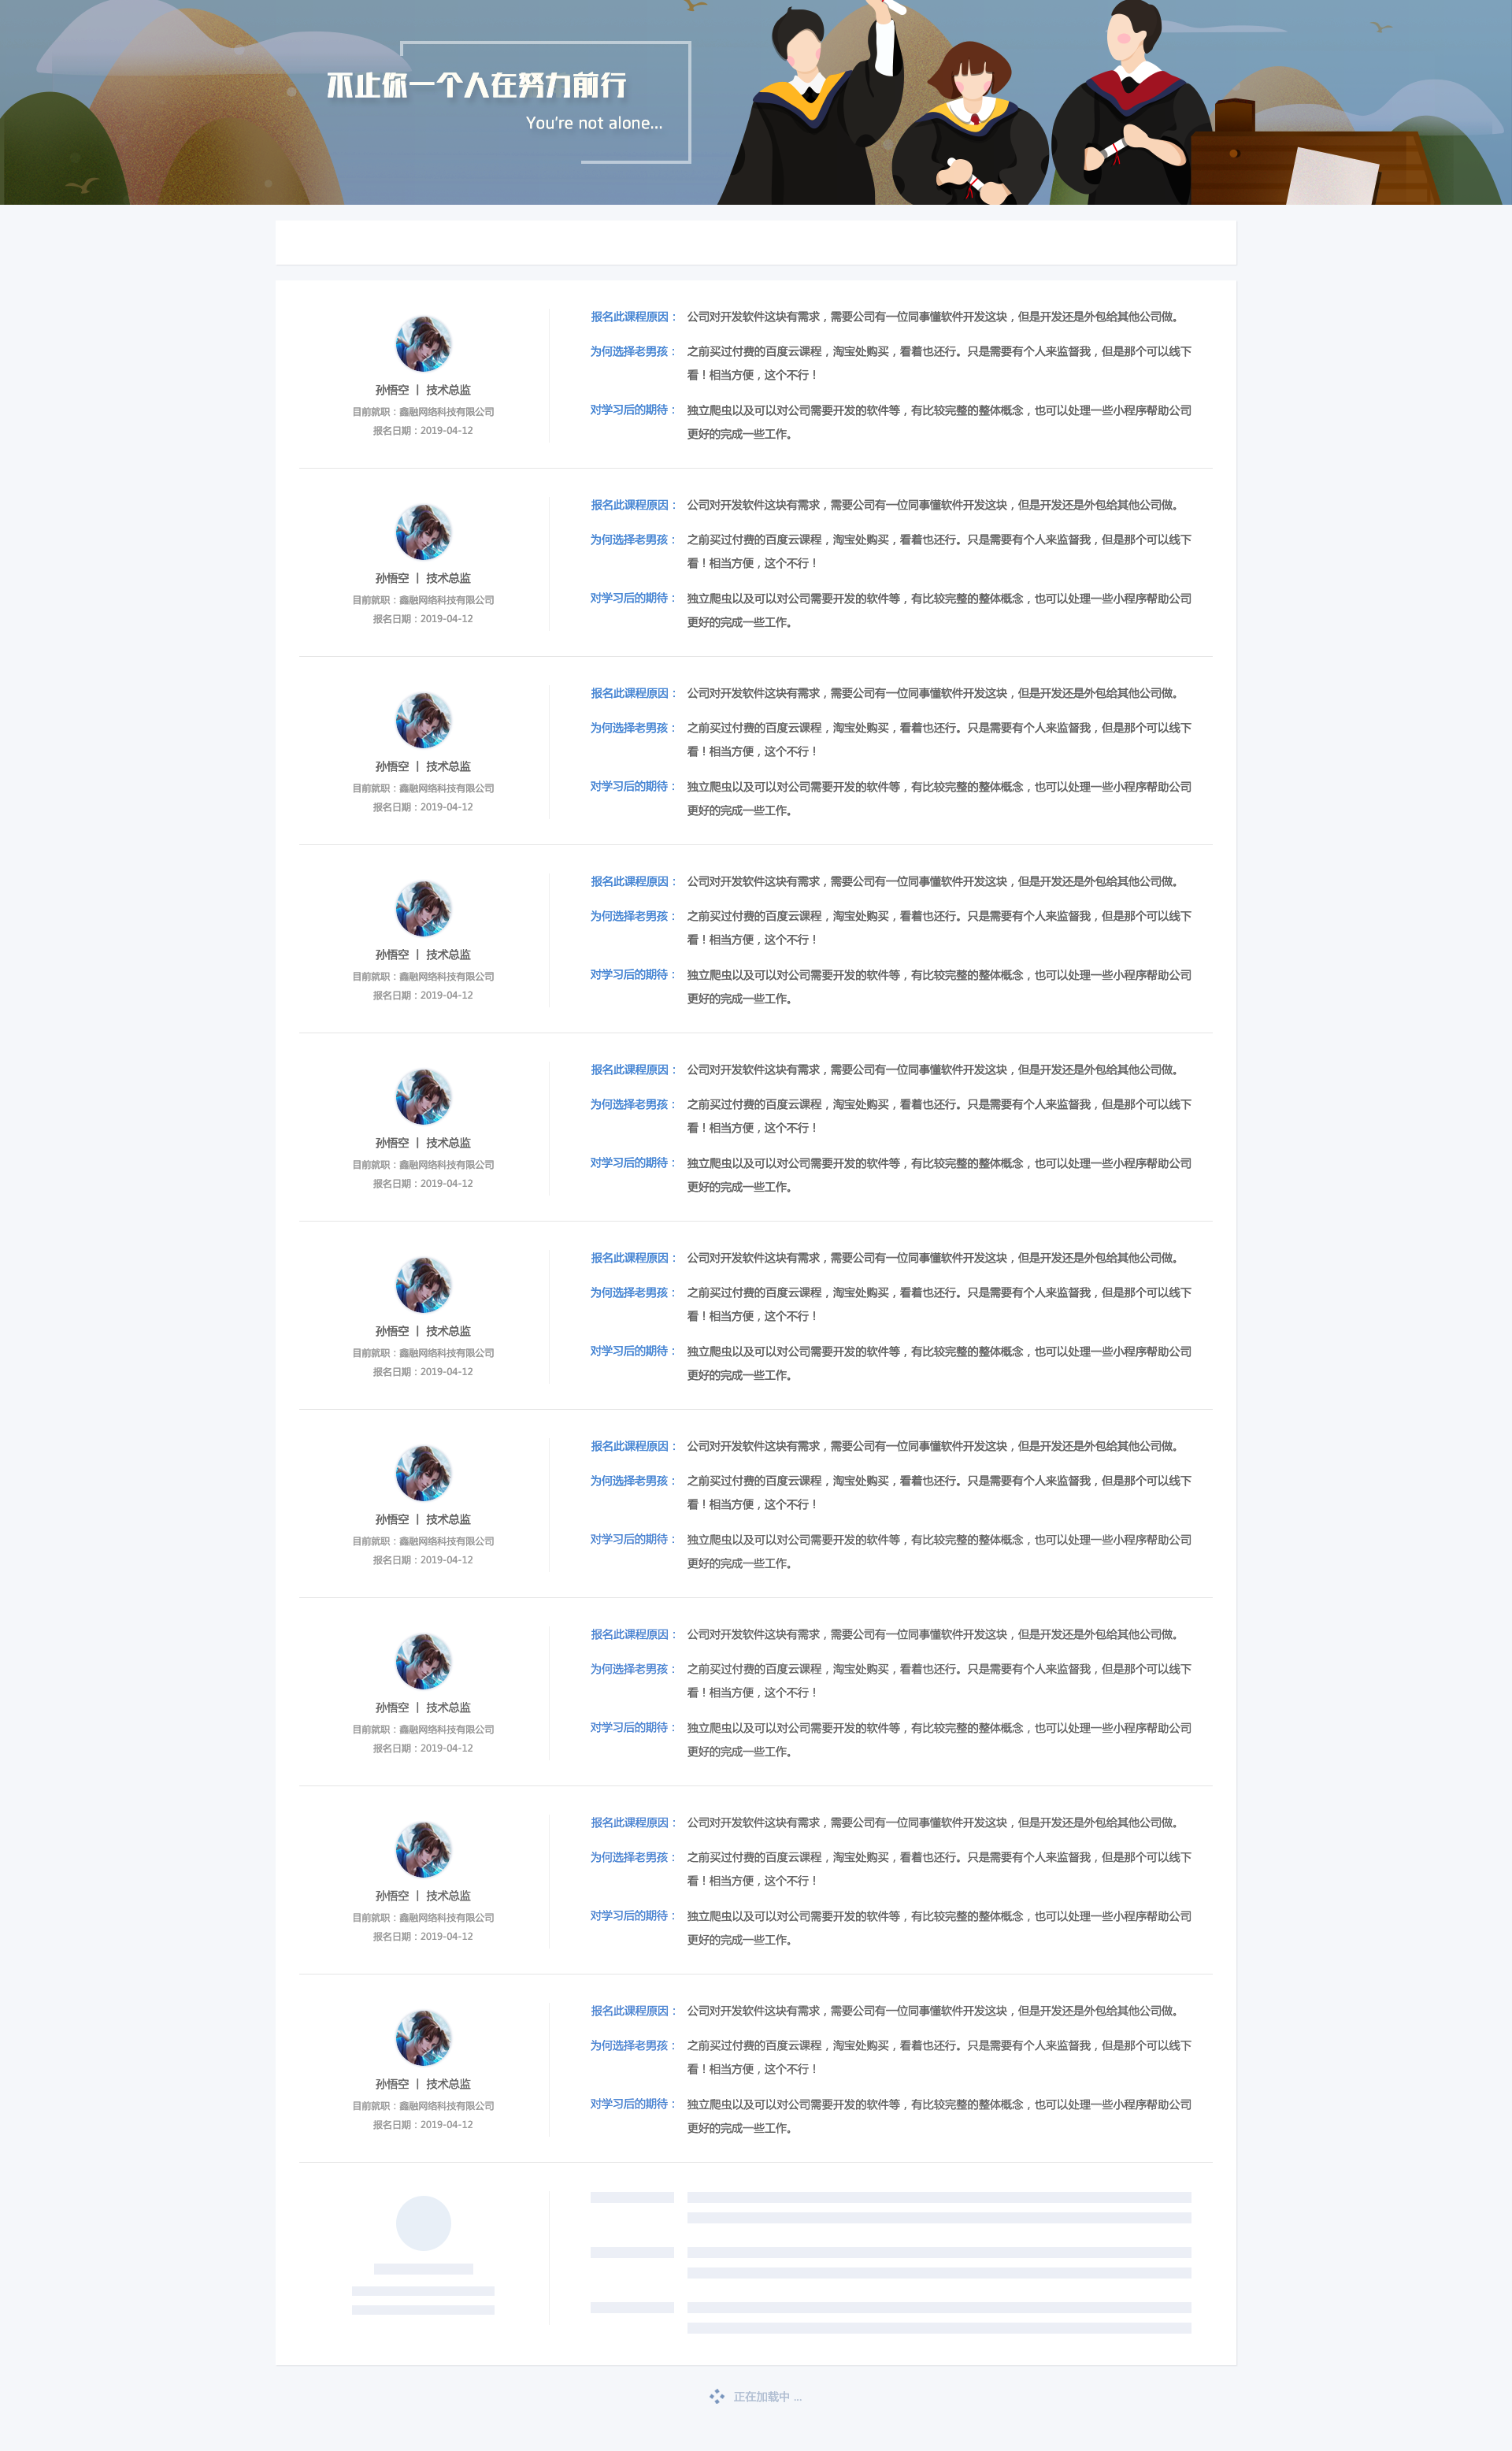 不止你一个人在努力前行
You're not alone...
孙悟空 | 技术总监
目前就职：鑫融网络科技有限公司
报名日期：2019-04-12
报名此课程原因： 公司对开发软件这块有需求，需要公司有一位同事懂软件开发这块，但是开发还是外包给其他公司做。
为何选择老男孩： 之前买过付费的百度云课程，淘宝处购买，看着也还行。只是需要有个人来监督我，但是那个可以线下
看！相当方便，这个不行！
对学习后的期待： 独立爬虫以及可以对公司需要开发的软件等，有比较完整的整体概念，也可以处理一些小程序帮助公司
更好的完成一些工作。
孙悟空 | 技术总监
目前就职：鑫融网络科技有限公司
报名日期：2019-04-12
报名此课程原因： 公司对开发软件这块有需求，需要公司有一位同事懂软件开发这块，但是开发还是外包给其他公司做。
为何选择老男孩： 之前买过付费的百度云课程，淘宝处购买，看着也还行。只是需要有个人来监督我，但是那个可以线下
看！相当方便，这个不行！
对学习后的期待： 独立爬虫以及可以对公司需要开发的软件等，有比较完整的整体概念，也可以处理一些小程序帮助公司
更好的完成一些工作。
孙悟空 | 技术总监
目前就职：鑫融网络科技有限公司
报名日期：2019-04-12
报名此课程原因： 公司对开发软件这块有需求，需要公司有一位同事懂软件开发这块，但是开发还是外包给其他公司做。
为何选择老男孩： 之前买过付费的百度云课程，淘宝处购买，看着也还行。只是需要有个人来监督我，但是那个可以线下
看！相当方便，这个不行！
对学习后的期待： 独立爬虫以及可以对公司需要开发的软件等，有比较完整的整体概念，也可以处理一些小程序帮助公司
更好的完成一些工作。
孙悟空 | 技术总监
目前就职：鑫融网络科技有限公司
报名日期：2019-04-12
报名此课程原因： 公司对开发软件这块有需求，需要公司有一位同事懂软件开发这块，但是开发还是外包给其他公司做。
为何选择老男孩： 之前买过付费的百度云课程，淘宝处购买，看着也还行。只是需要有个人来监督我，但是那个可以线下
看！相当方便，这个不行！
对学习后的期待： 独立爬虫以及可以对公司需要开发的软件等，有比较完整的整体概念，也可以处理一些小程序帮助公司
更好的完成一些工作。
孙悟空 | 技术总监
目前就职：鑫融网络科技有限公司
报名日期：2019-04-12
报名此课程原因： 公司对开发软件这块有需求，需要公司有一位同事懂软件开发这块，但是开发还是外包给其他公司做。
为何选择老男孩： 之前买过付费的百度云课程，淘宝处购买，看着也还行。只是需要有个人来监督我，但是那个可以线下
看！相当方便，这个不行！
对学习后的期待： 独立爬虫以及可以对公司需要开发的软件等，有比较完整的整体概念，也可以处理一些小程序帮助公司
更好的完成一些工作。
孙悟空 | 技术总监
目前就职：鑫融网络科技有限公司
报名日期：2019-04-12
报名此课程原因： 公司对开发软件这块有需求，需要公司有一位同事懂软件开发这块，但是开发还是外包给其他公司做。
为何选择老男孩： 之前买过付费的百度云课程，淘宝处购买，看着也还行。只是需要有个人来监督我，但是那个可以线下
看！相当方便，这个不行！
对学习后的期待： 独立爬虫以及可以对公司需要开发的软件等，有比较完整的整体概念，也可以处理一些小程序帮助公司
更好的完成一些工作。
孙悟空 | 技术总监
目前就职：鑫融网络科技有限公司
报名日期：2019-04-12
报名此课程原因： 公司对开发软件这块有需求，需要公司有一位同事懂软件开发这块，但是开发还是外包给其他公司做。
为何选择老男孩： 之前买过付费的百度云课程，淘宝处购买，看着也还行。只是需要有个人来监督我，但是那个可以线下
看！相当方便，这个不行！
对学习后的期待： 独立爬虫以及可以对公司需要开发的软件等，有比较完整的整体概念，也可以处理一些小程序帮助公司
更好的完成一些工作。
孙悟空 | 技术总监
目前就职：鑫融网络科技有限公司
报名日期：2019-04-12
报名此课程原因： 公司对开发软件这块有需求，需要公司有一位同事懂软件开发这块，但是开发还是外包给其他公司做。
为何选择老男孩： 之前买过付费的百度云课程，淘宝处购买，看着也还行。只是需要有个人来监督我，但是那个可以线下
看！相当方便，这个不行！
对学习后的期待： 独立爬虫以及可以对公司需要开发的软件等，有比较完整的整体概念，也可以处理一些小程序帮助公司
更好的完成一些工作。
孙悟空 | 技术总监
目前就职：鑫融网络科技有限公司
报名日期：2019-04-12
报名此课程原因： 公司对开发软件这块有需求，需要公司有一位同事懂软件开发这块，但是开发还是外包给其他公司做。
为何选择老男孩： 之前买过付费的百度云课程，淘宝处购买，看着也还行。只是需要有个人来监督我，但是那个可以线下
看！相当方便，这个不行！
对学习后的期待： 独立爬虫以及可以对公司需要开发的软件等，有比较完整的整体概念，也可以处理一些小程序帮助公司
更好的完成一些工作。
孙悟空 | 技术总监
目前就职：鑫融网络科技有限公司
报名日期：2019-04-12
报名此课程原因： 公司对开发软件这块有需求，需要公司有一位同事懂软件开发这块，但是开发还是外包给其他公司做。
为何选择老男孩： 之前买过付费的百度云课程，淘宝处购买，看着也还行。只是需要有个人来监督我，但是那个可以线下
看！相当方便，这个不行！
对学习后的期待： 独立爬虫以及可以对公司需要开发的软件等，有比较完整的整体概念，也可以处理一些小程序帮助公司
更好的完成一些工作。
正在加载中 ...